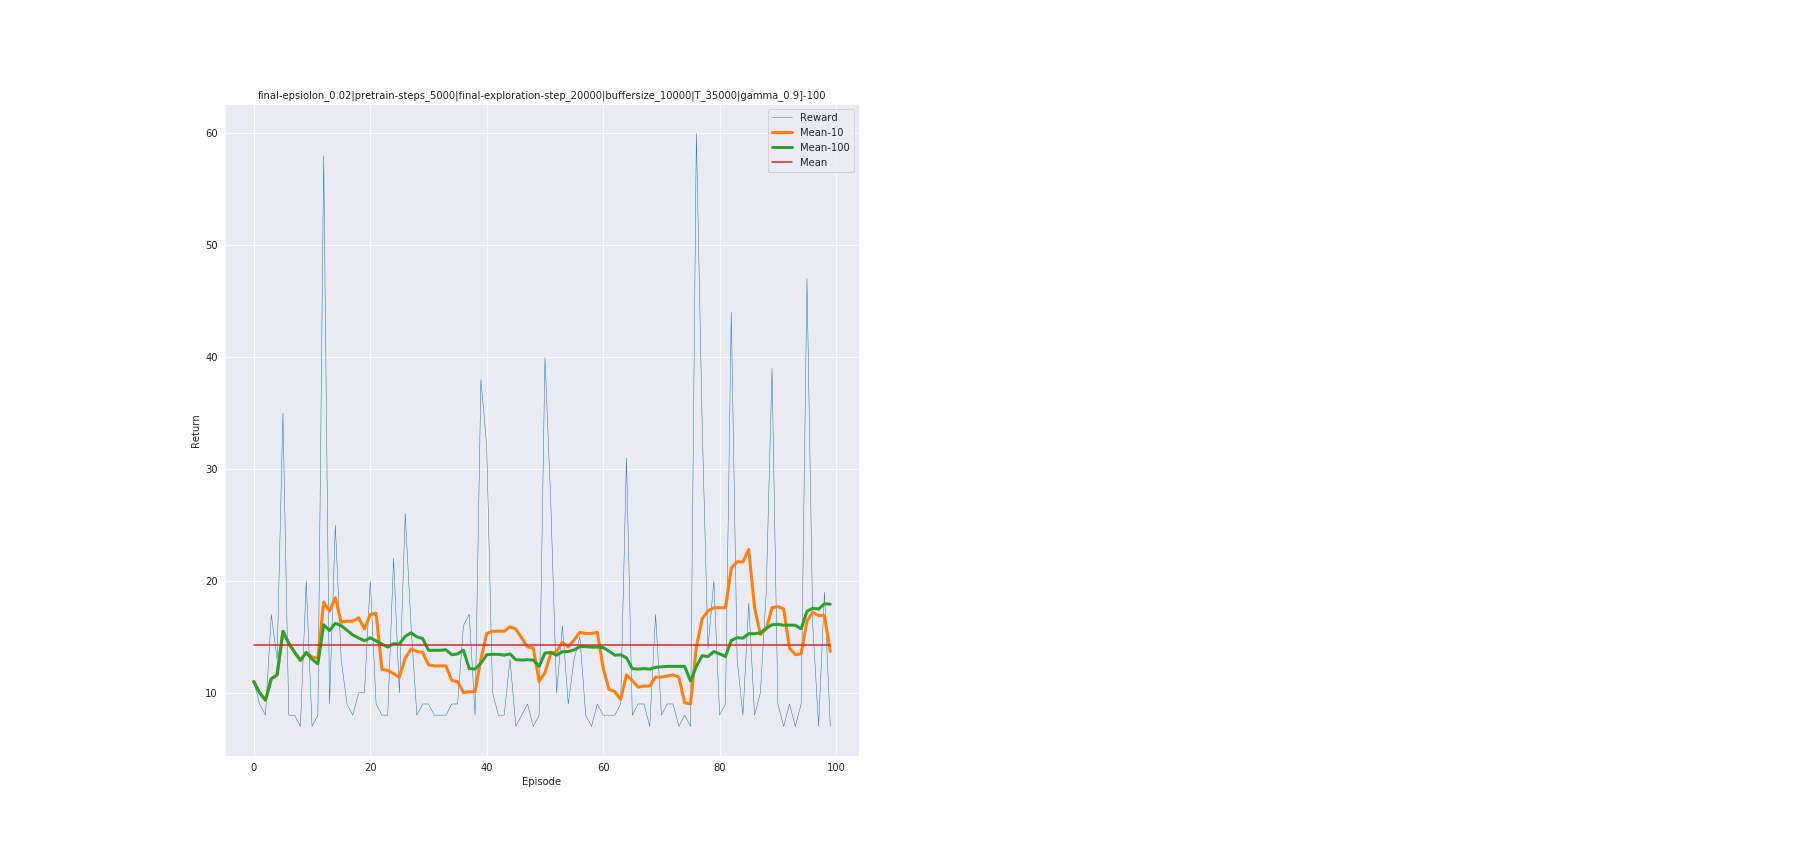 final-epsiolon_0.02|pretrain-steps_5000|final-exploration-step_20000|buffersize_10000|T_35000|gamma_0.9]-100
Reward
Mean-10
Mean-100
Mean
60
50
40
30
20
10
Return
0 20 40 60 80 100
Episode